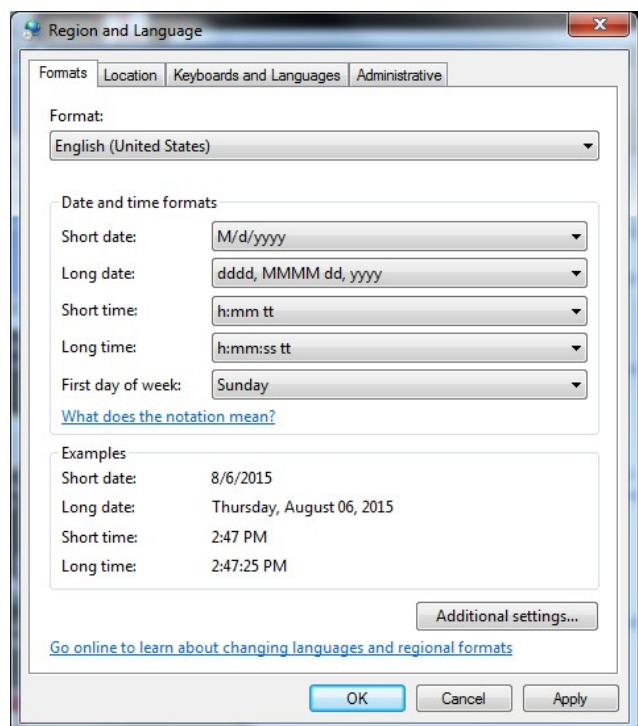 Region and Language
Formats Location Keyboards and Languages Administrative
Format:
English (United States)
Date and time formats
Short date: M/d/yyyy
Long date: dddd, MMMM dd, yyyy
Short time: h:mm tt
Long time: h:mm:ss tt
First day of week: Sunday
What does the notation mean?
Examples
Short date: 8/6/2015
Long date: Thursday, August 06, 2015
Short time: 2:47 PM
Long time: 2:47:25 PM
Additional settings...
Go online to learn about changing languages and regional formats
OK Cancel Apply